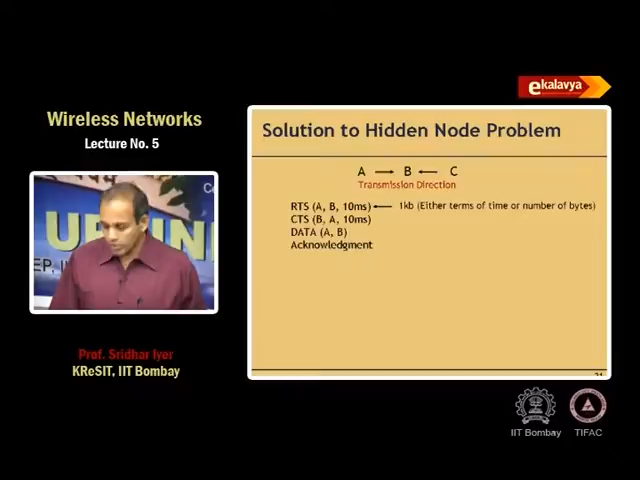 ekalavya
Wireless Networks
Lecture No. 5
Solution to Hidden Node Problem
A → B ← C
Transmission Direction
RTS (A, B, 10ms) ← 1kb (Either terms of time or number of bytes)
CTS (B, A, 10ms)
DATA (A, B)
Acknowledgment
UP
Prof. Sridhar Iyer
KReSIT, IIT Bombay
IIT Bombay
TIFAC